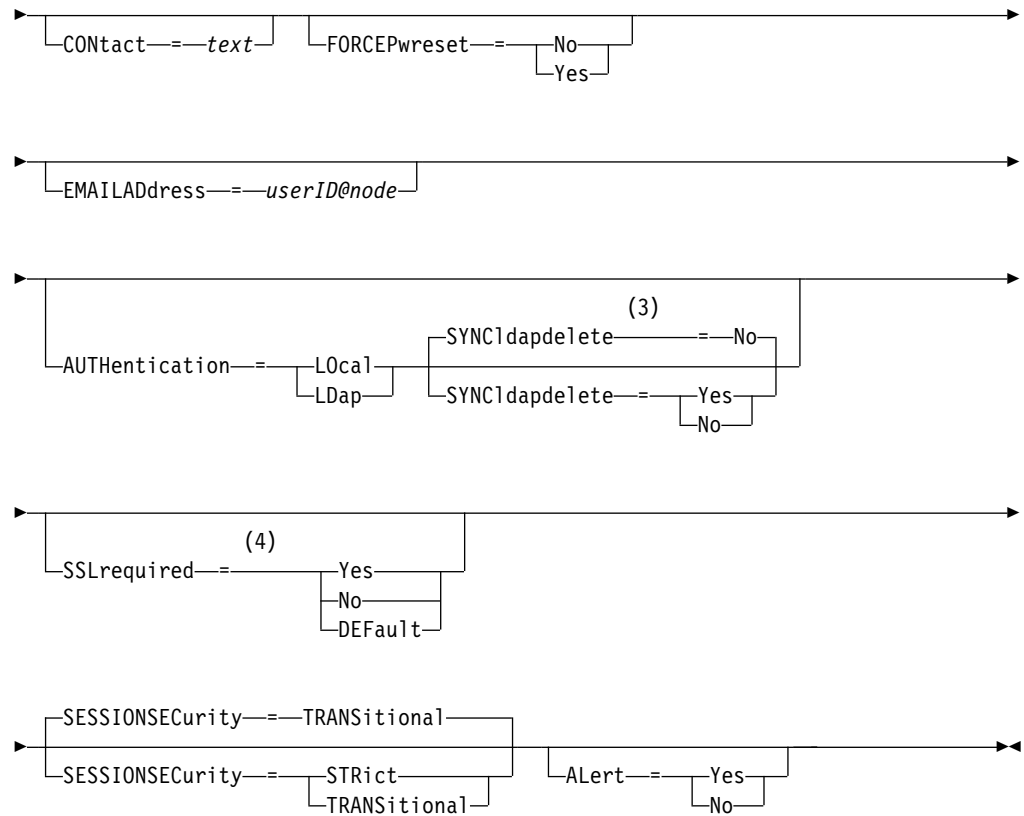 CONtact = text FORCEPwreset = No
Yes
EMAILADdress = userID@node
(3)
SYNCldapdelete = No
AUTHentication = LOcal
LDap SYNCldapdelete = Yes
No
(4)
SSLrequired = Yes
No
DEFault
SESSIONSECurity = TRANSitional
SESSIONSECurity = STRict ALert = Yes
TRANSitional No